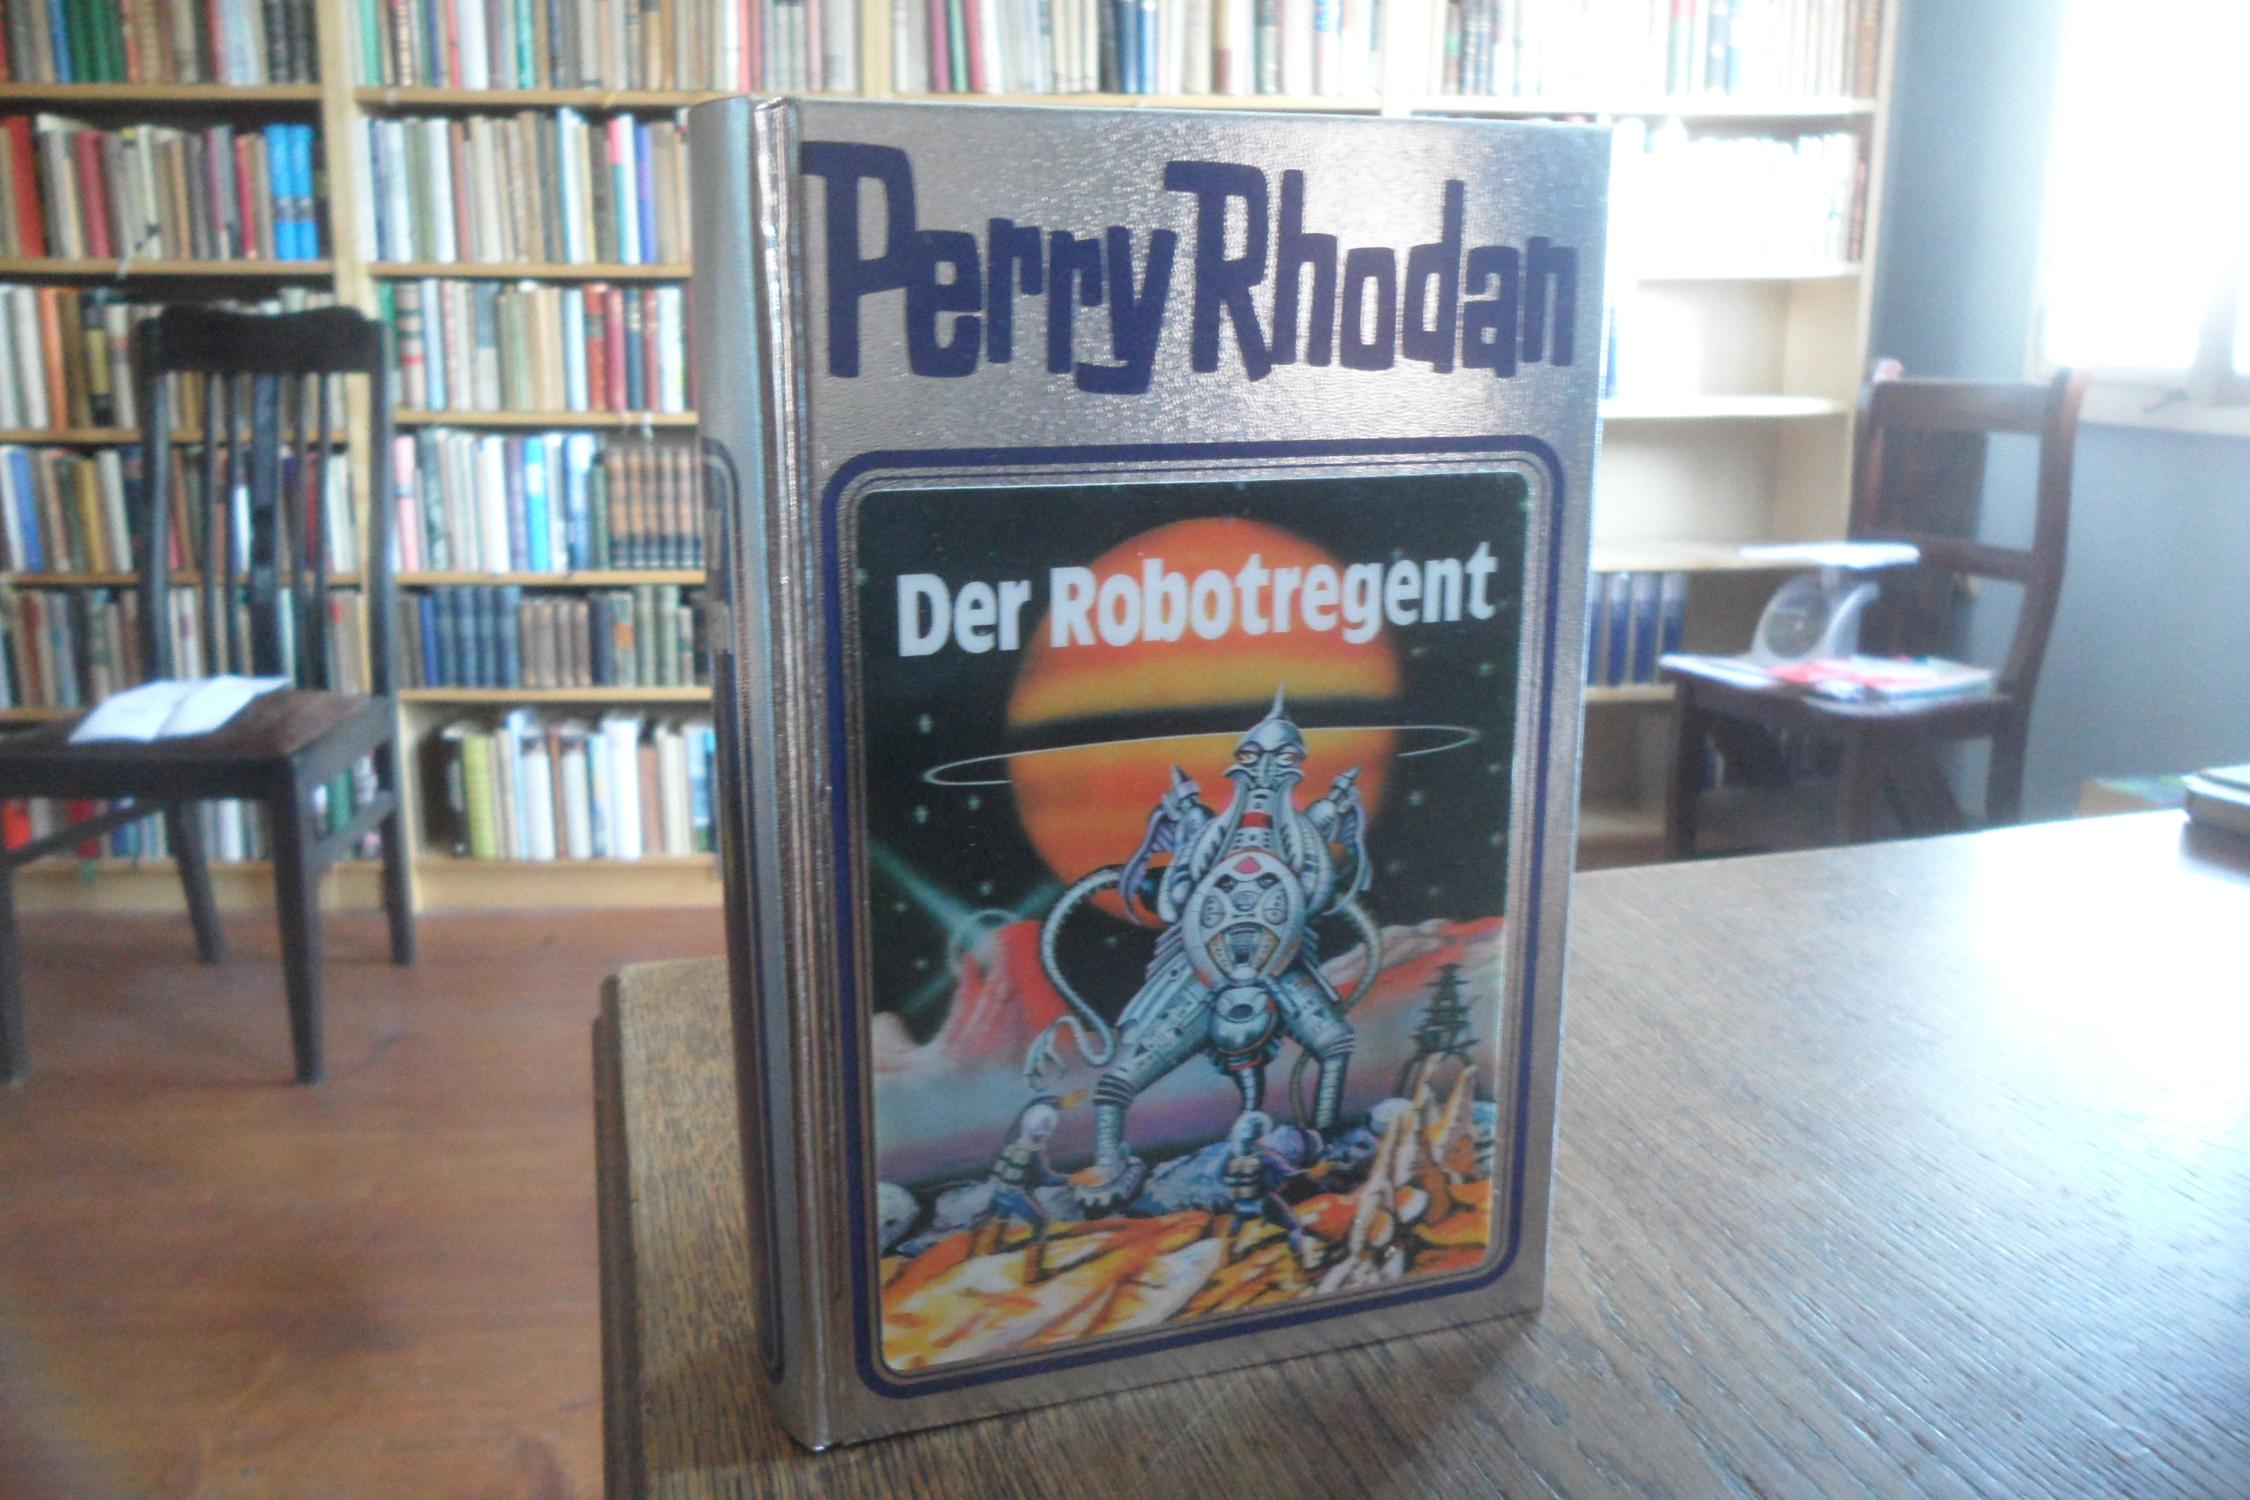 Perry Rhodan
Der Robotregent